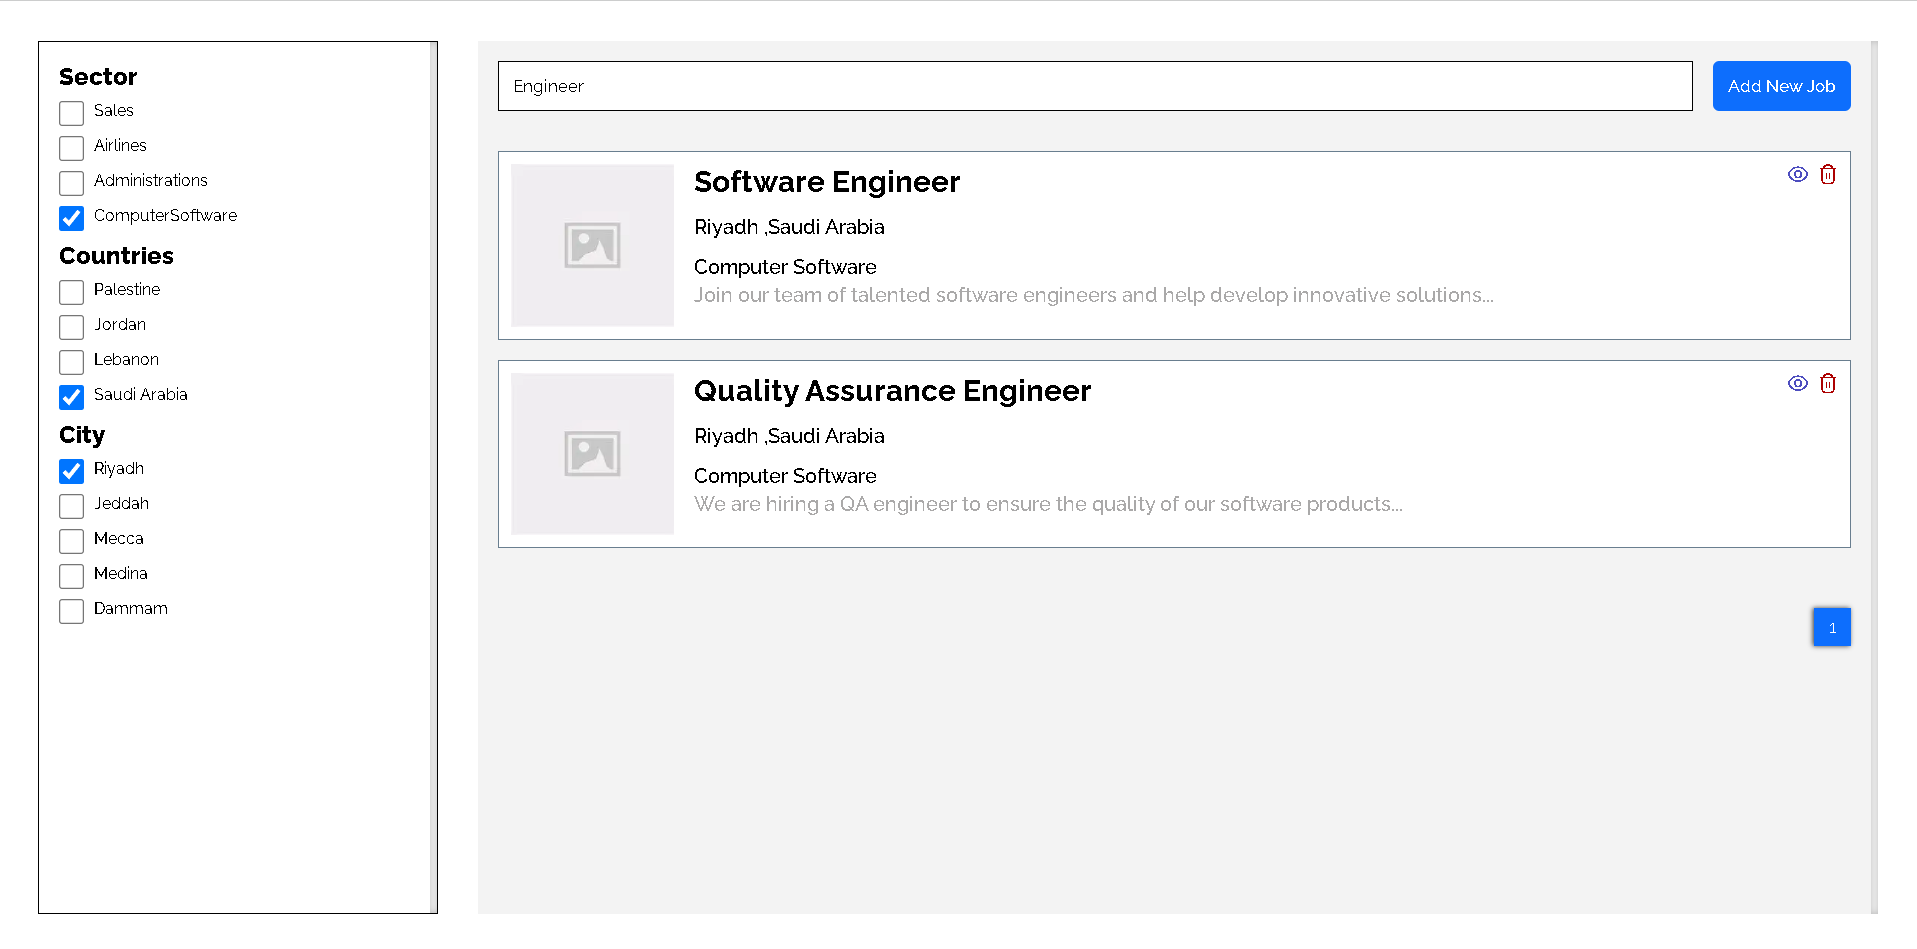 Sector
Sales
Airlines
Administrations
ComputerSoftware
Countries
Palestine
Jordan
Lebanon
Saudi Arabia
City
Riyadh
Jeddah
Mecca
Medina
Dammam
Engineer
Add New Job
Software Engineer
Riyadh ,Saudi Arabia
Computer Software
Join our team of talented software engineers and help develop innovative solutions...
Quality Assurance Engineer
Riyadh ,Saudi Arabia
Computer Software
We are hiring a QA engineer to ensure the quality of our software products...
1